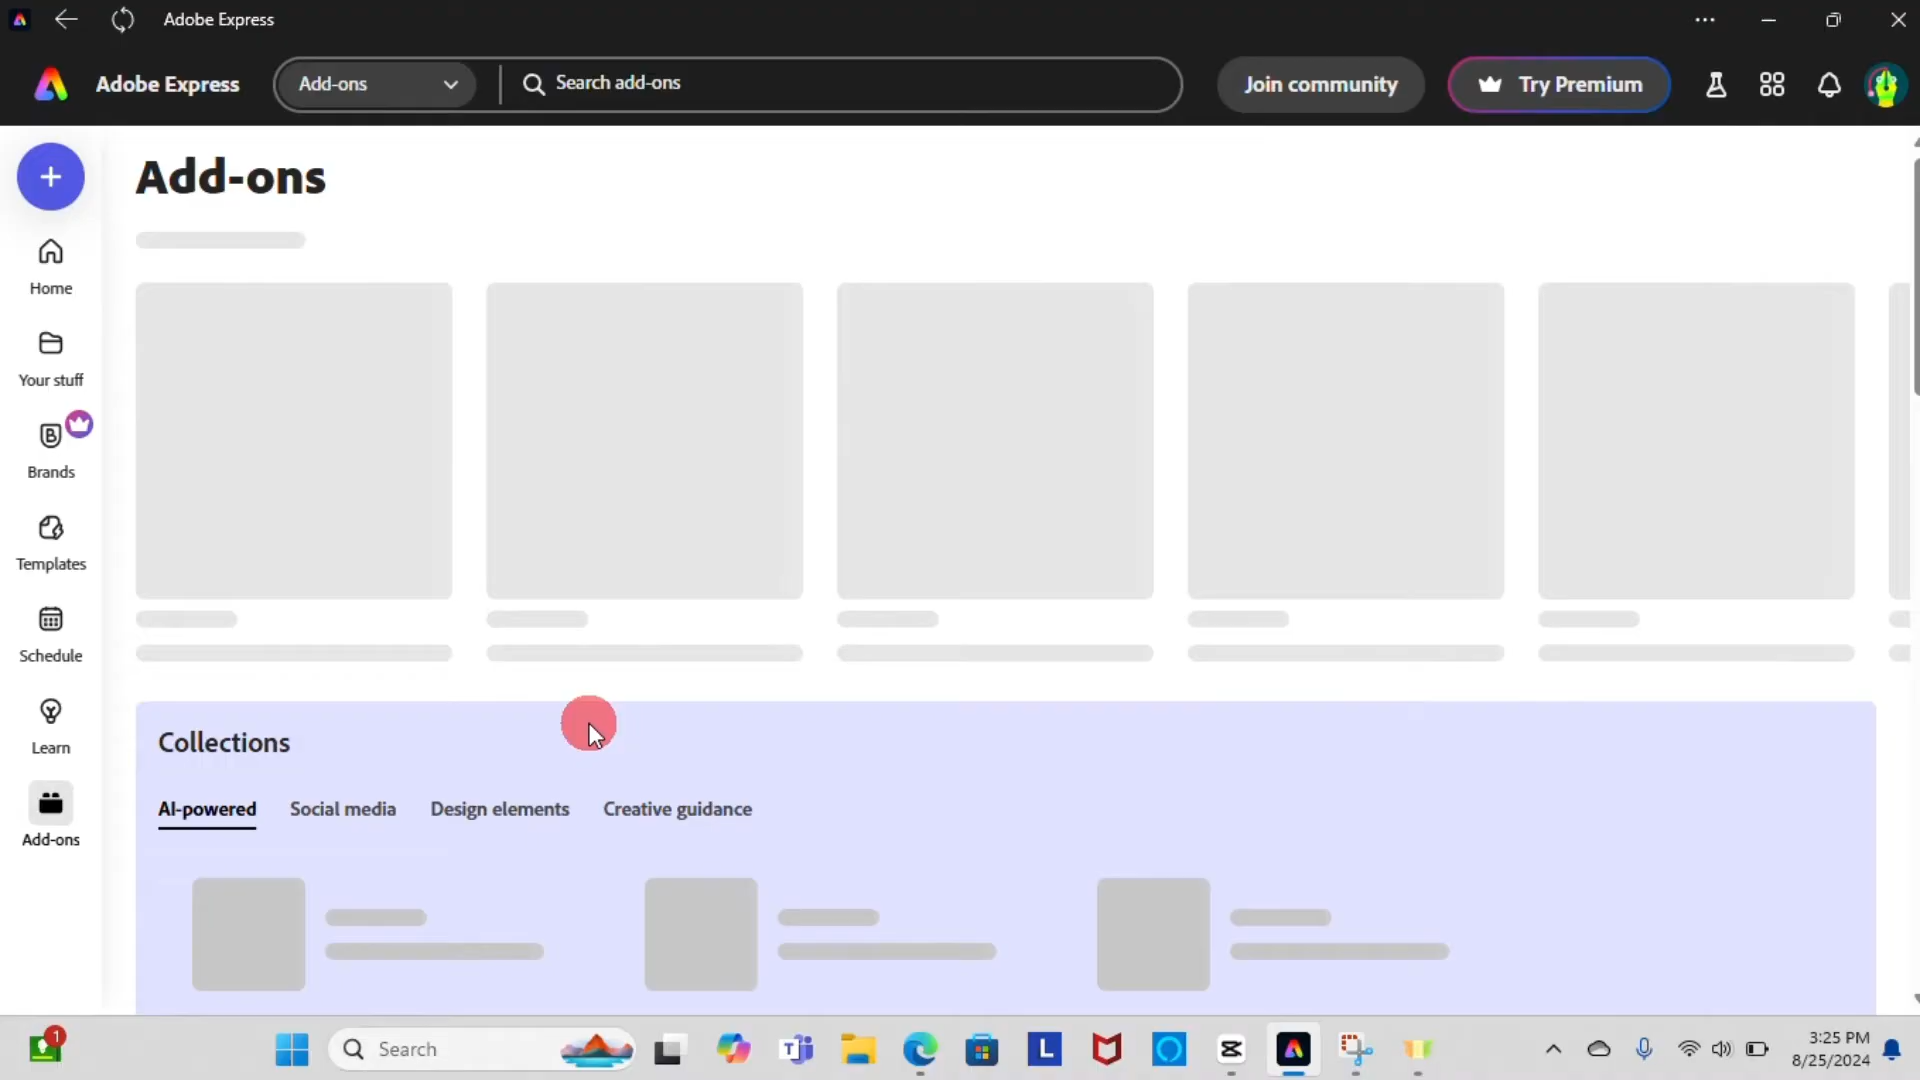 Adobe Express
Adobe Express
Add-ons
Search add-ons
Join community
Try Premium
Add-ons
Home
Your stuff
B
Brands
Templates
Schedule
Learn
Add-ons
Collections
AI-powered
Social media
Design elements
Creative guidance
1
Search
T
L
3:25 PM
8/25/2024